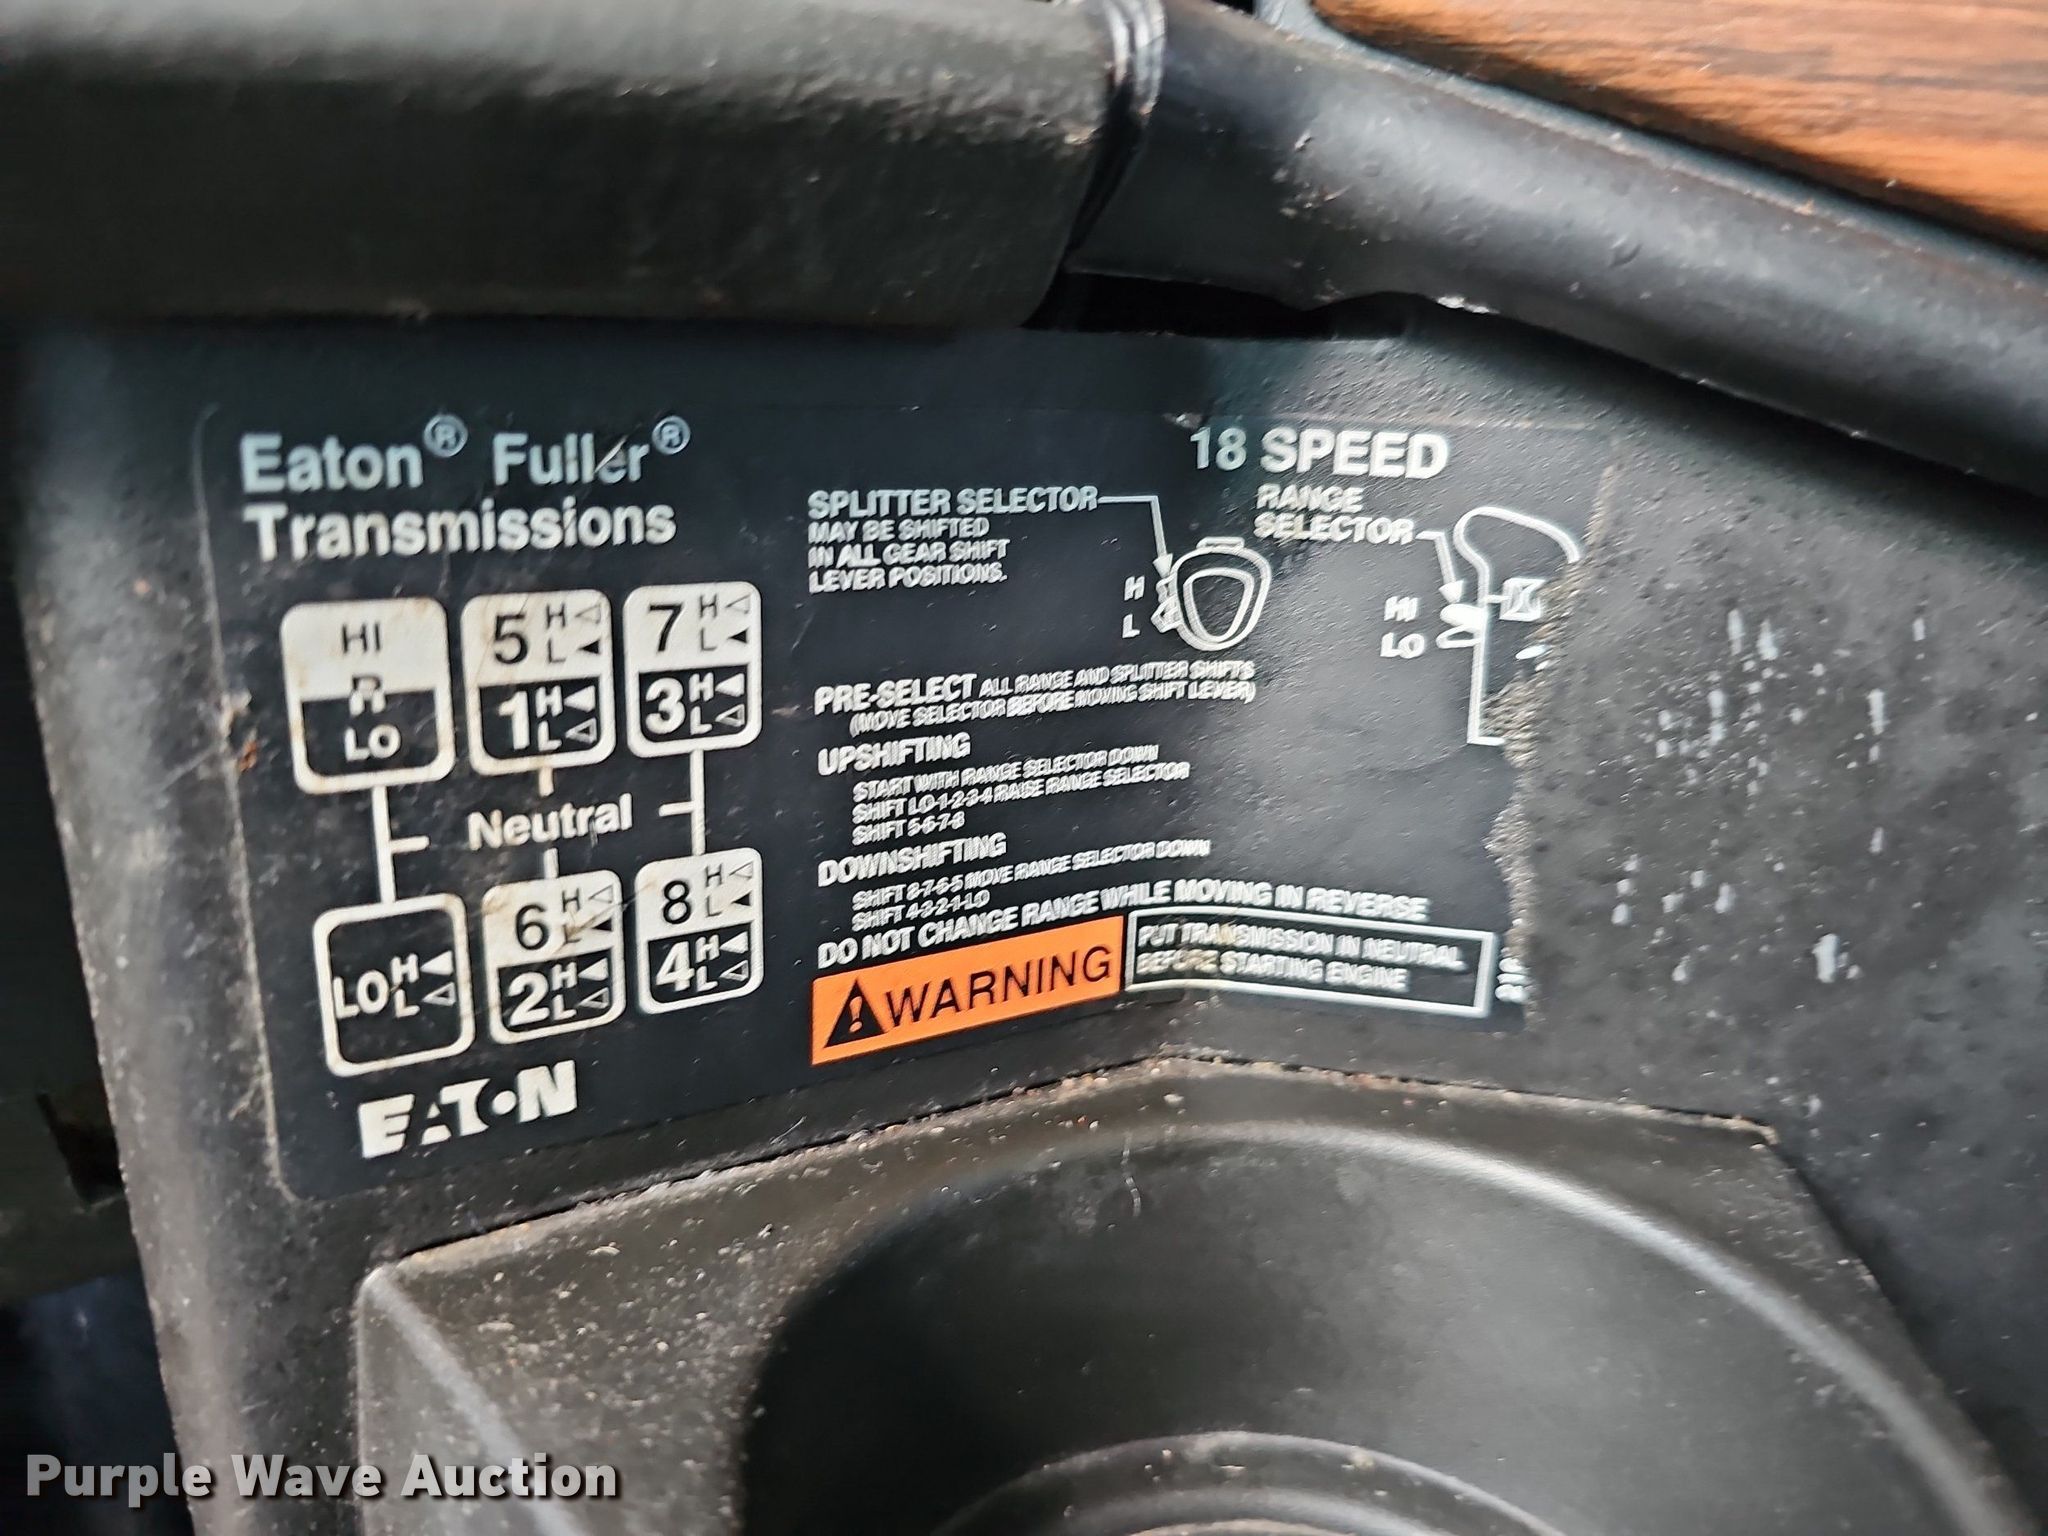 Eaton® Fuller®
Transmissions
HI
R
LO
5 H
L
1 H
L
7 H
L
3 H
L
Neutral
LO H
L
6 H
L
2 H
L
8 H
L
4 H
L
EATON
18 SPEED
SPLITTER SELECTOR
MAY BE SHIFTED
IN ALL GEAR SHIFT
LEVER POSITIONS.
H
L
RANGE
SELECTOR
HI
LO
PRE-SELECT ALL RANGE AND SPLITTER SHIFTS
(MOVE SELECTOR BEFORE MOVING SHIFT LEVER)
UPSHIFTING
START WITH RANGE SELECTOR DOWN
SHIFT LO-1-2-3-4 RAISE RANGE SELECTOR
SHIFT 5-6-7-8
DOWNSHIFTING
SHIFT 8-7-6-5 MOVE RANGE SELECTOR DOWN
SHIFT 4-3-2-1-LO
DO NOT CHANGE RANGE WHILE MOVING IN REVERSE
WARNING
PUT TRANSMISSION IN NEUTRAL
BEFORE STARTING ENGINE
Purple Wave Auction